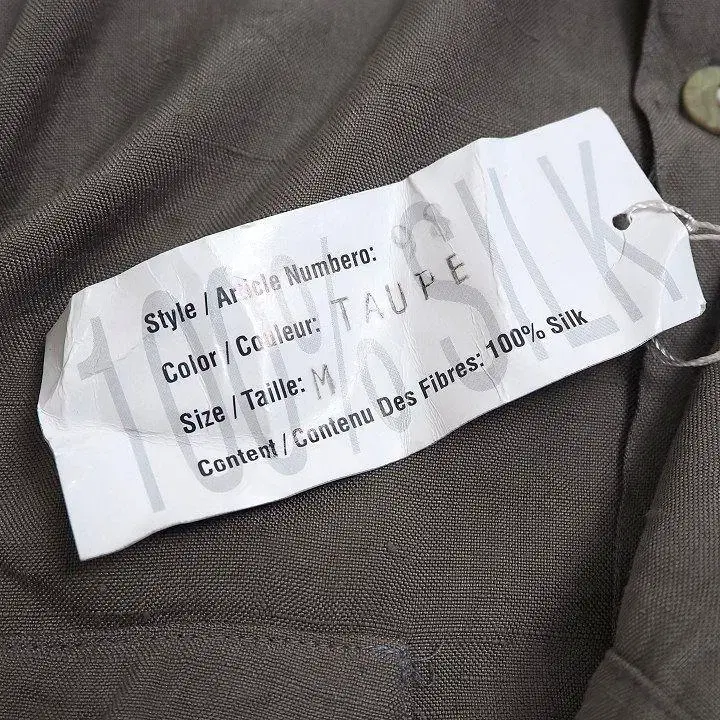 100% SILK
Style / Article Numbero:
Color / Couleur: TAUPE
Size / Taille: M
Content / Contenu Des Fibres: 100% Silk